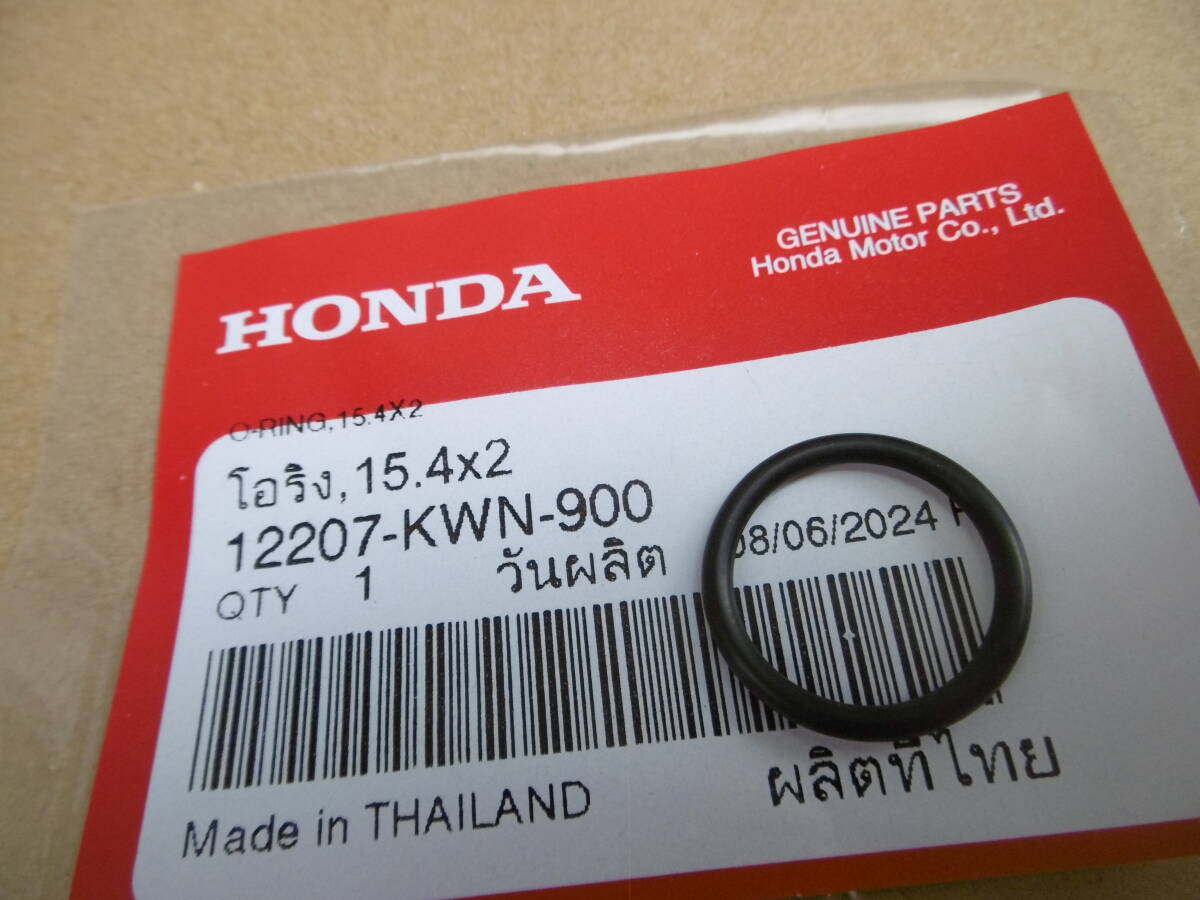 HONDA
GENUINE PARTS
Honda Motor Co., Ltd.
O-RING,15.4X2
โอริง,15.4x2
12207-KWN-900
QTY 1 วันผลิต 08/06/2024
Made in THAILAND ผลิตที่ไทย